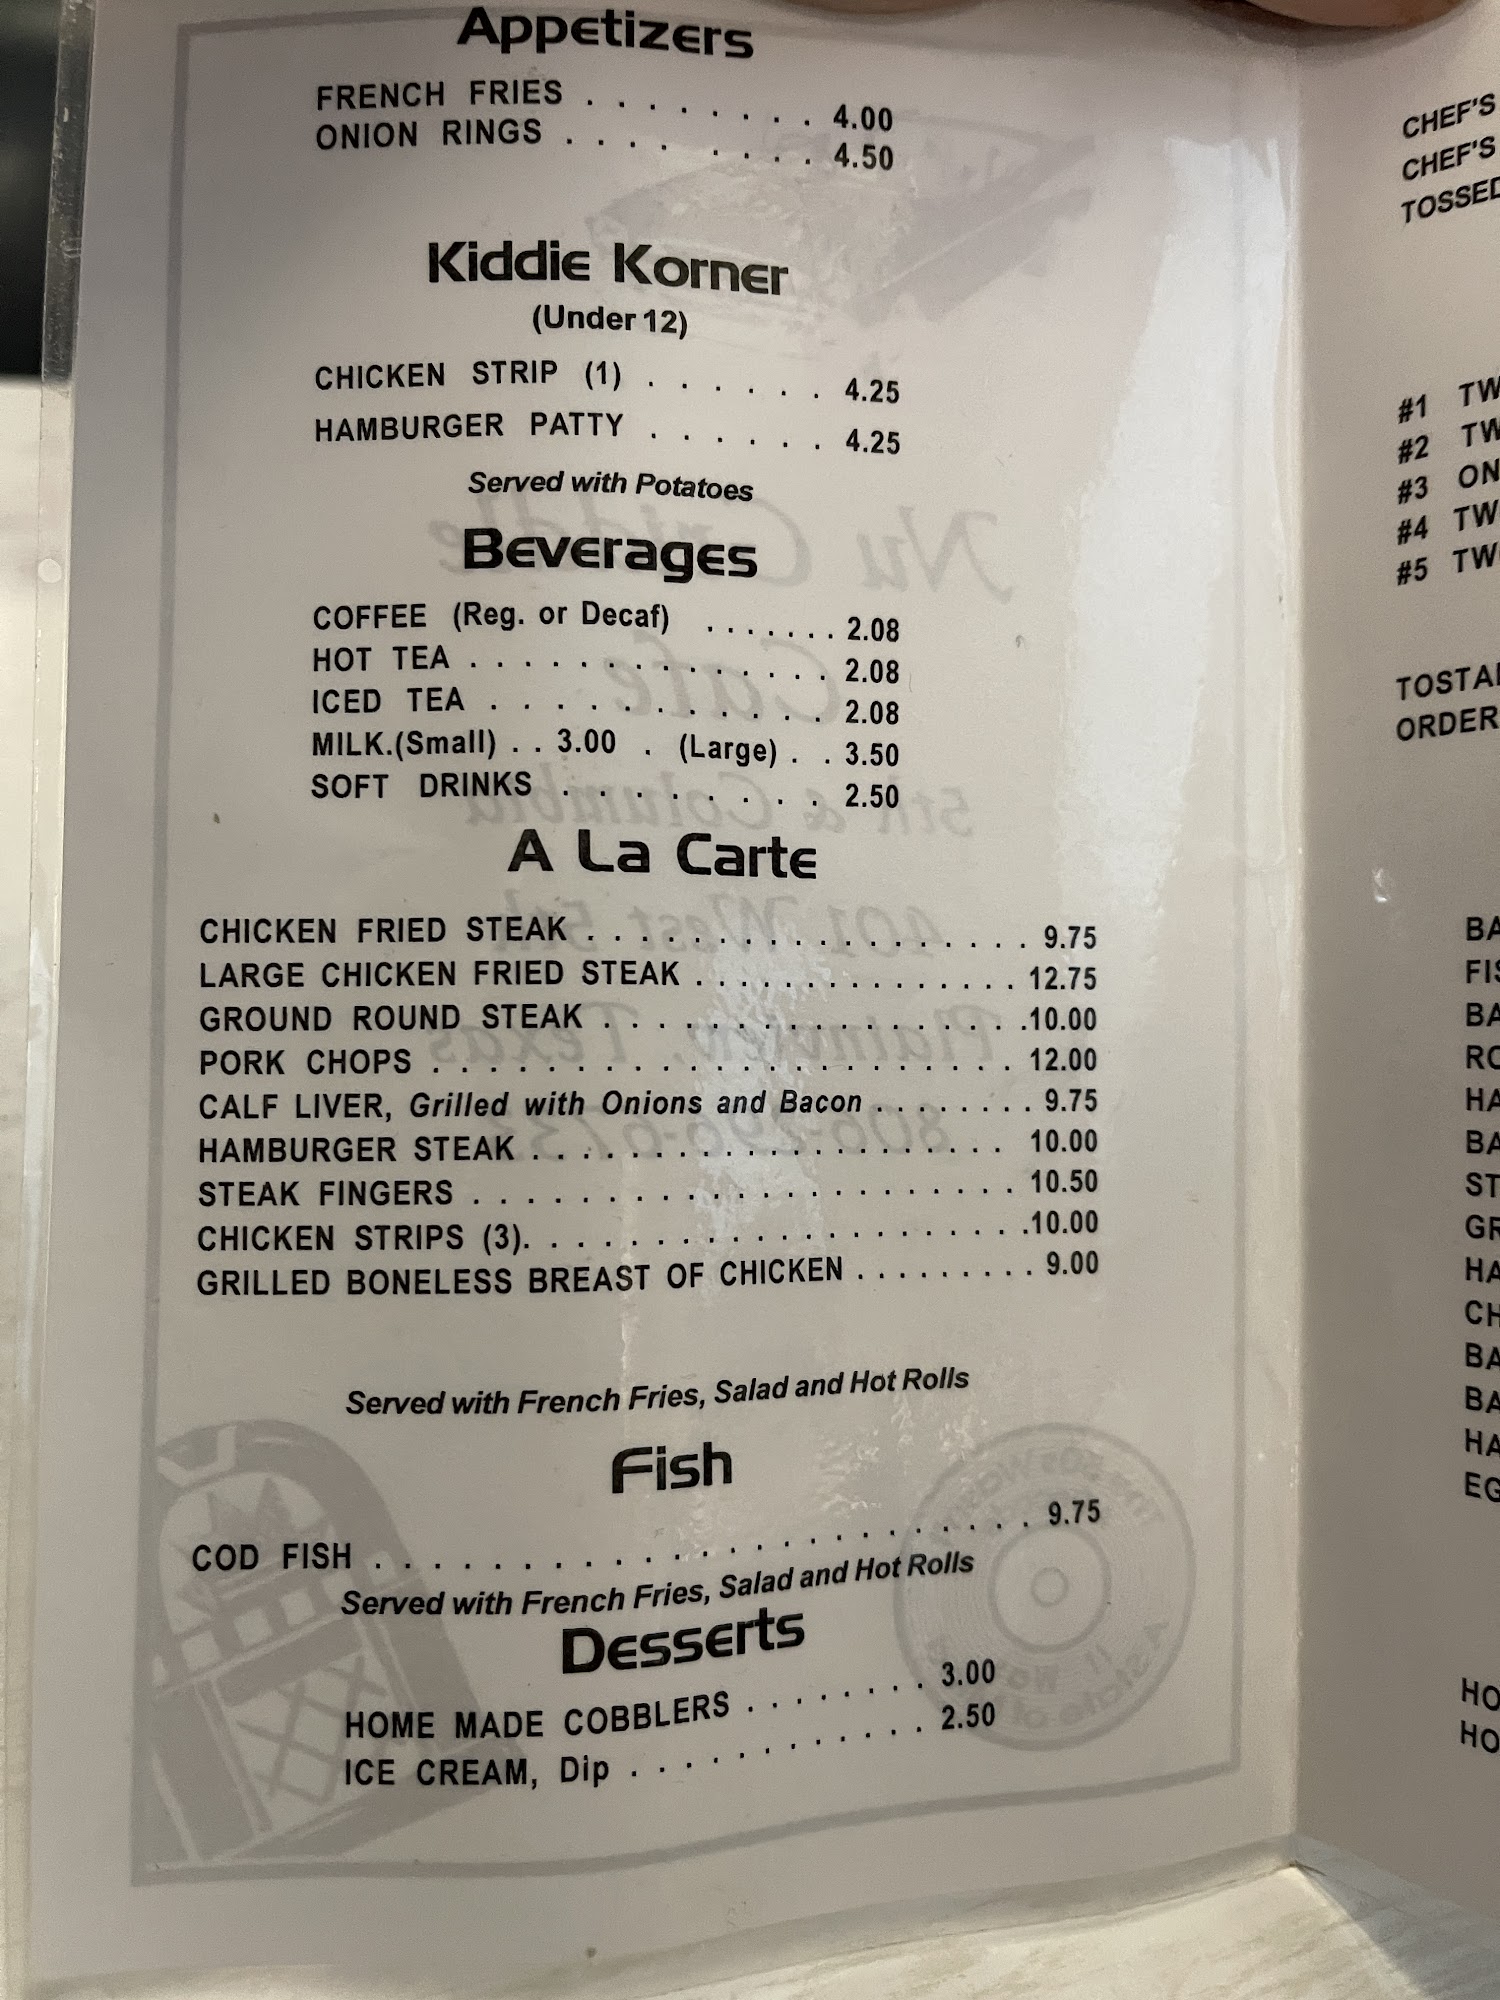 Appetizers
FRENCH FRIES . . . . . . . . 4.00
ONION RINGS . . . . . . . . 4.50
Kiddie Korner
(Under 12)
CHICKEN STRIP (1) . . . . . . 4.25
HAMBURGER PATTY . . . . . . 4.25
Served with Potatoes
Beverages
COFFEE (Reg. or Decaf) . . . . . . . 2.08
HOT TEA . . . . . . . . . . . . . 2.08
ICED TEA . . . . . . . . . . . . 2.08
MILK.(Small) . . 3.00 . (Large) . . 3.50
SOFT DRINKS . . . . . . . . . 2.50
A La Carte
CHICKEN FRIED STEAK . . . . . . . . . . . . . . . . . . 9.75
LARGE CHICKEN FRIED STEAK . . . . . . . . . . . . . . 12.75
GROUND ROUND STEAK . . . . . . . . . . . . . . . . .10.00
PORK CHOPS . . . . . . . . . . . . . . . . . . . . . 12.00
CALF LIVER, Grilled with Onions and Bacon . . . . . . . . 9.75
HAMBURGER STEAK . . . . . . . . . . . . . . . . . . . 10.00
STEAK FINGERS . . . . . . . . . . . . . . . . . . . . 10.50
CHICKEN STRIPS (3). . . . . . . . . . . . . . . . . . .10.00
GRILLED BONELESS BREAST OF CHICKEN . . . . . . . . . 9.00
Served with French Fries, Salad and Hot Rolls
Fish
COD FISH . . . . . . . . . . . . . . . . . . . . . . . 9.75
Served with French Fries, Salad and Hot Rolls
Desserts
HOME MADE COBBLERS . . . . . . . . 3.00
ICE CREAM, Dip . . . . . . . . . . . 2.50
CHEF'S
CHEF'S
TOSSED
#1
#2
#3
#4
#5
ORDER